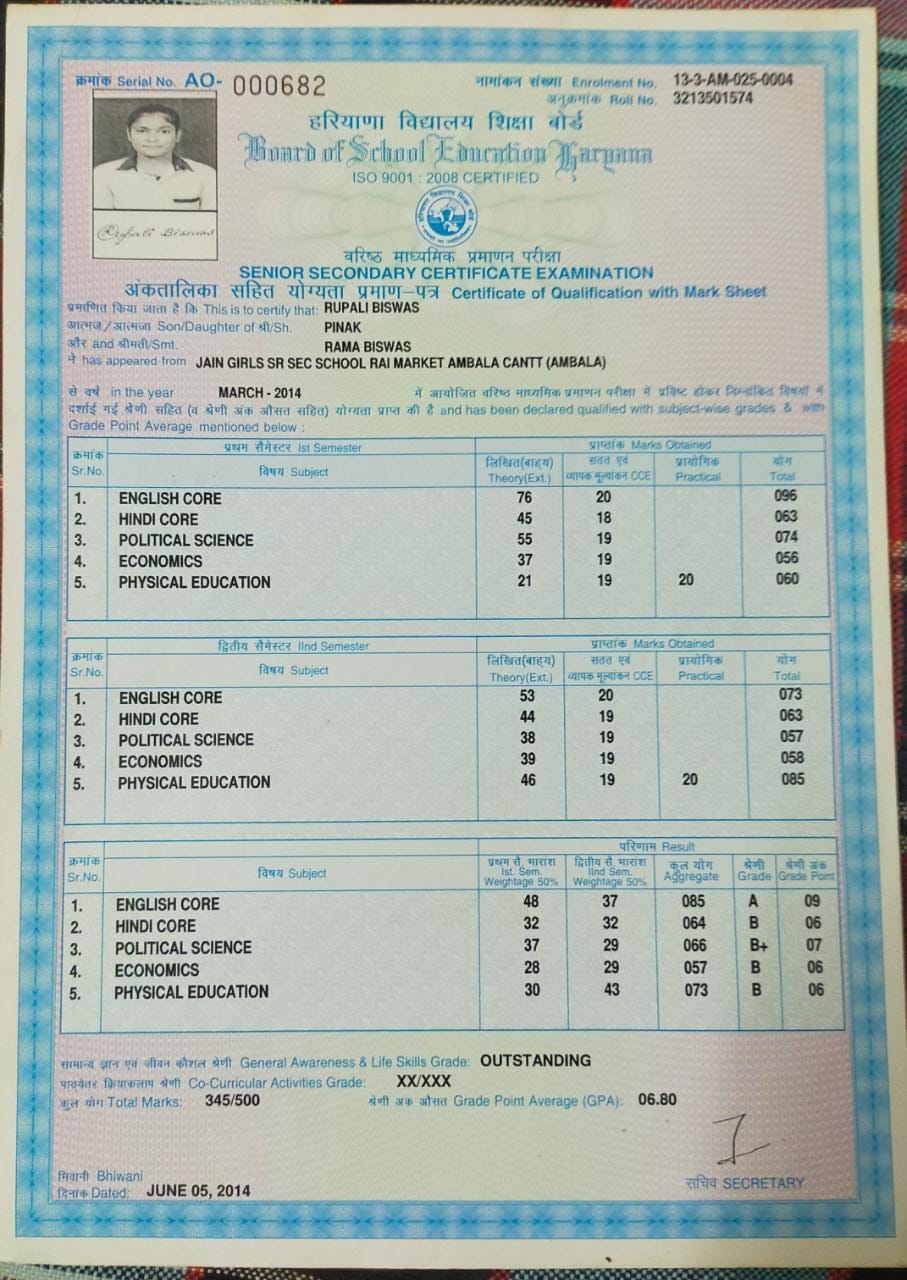 क्रमांक Serial No. AO- 000682
नामांकन संख्या Enrolment No. 13-3-AM-025-0004
अनुक्रमांक Roll No. 3213501574
हरियाणा विद्यालय शिक्षा बोर्ड
Board of School Education Haryana
ISO 9001 : 2008 CERTIFIED
Rupali Biswas
वरिष्ठ माध्यमिक प्रमाणन परीक्षा
SENIOR SECONDARY CERTIFICATE EXAMINATION
अंकतालिका सहित योग्यता प्रमाण-पत्र Certificate of Qualification with Mark Sheet
प्रमाणित किया जाता है कि This is to certify that: RUPALI BISWAS
आत्मज/आत्मजा Son/Daughter of श्री/Sh. PINAK
और and श्रीमती/Smt. RAMA BISWAS
ने has appeared from JAIN GIRLS SR SEC SCHOOL RAI MARKET AMBALA CANTT (AMBALA)
से वर्ष in the year MARCH - 2014 में आयोजित वरिष्ठ माध्यमिक प्रमाणन परीक्षा में प्रविष्ट होकर निम्नांकित विषयों में
दर्शाई गई श्रेणी सहित (व श्रेणी अंक औसत सहित) योग्यता प्राप्त की है and has been declared qualified with subject-wise grades & with
Grade Point Average mentioned below :
क्रमांक Sr.No. प्रथम सैमेस्टर Ist Semester प्राप्तांक Marks Obtained
विषय Subject लिखित(बाह्य) Theory(Ext.) सतत एवं व्यापक मूल्यांकन CCE प्रायोगिक Practical योग Total
1. ENGLISH CORE 76 20 096
2. HINDI CORE 45 18 063
3. POLITICAL SCIENCE 55 19 074
4. ECONOMICS 37 19 056
5. PHYSICAL EDUCATION 21 19 20 060
क्रमांक Sr.No. द्वितीय सैमेस्टर IInd Semester प्राप्तांक Marks Obtained
विषय Subject लिखित(बाह्य) Theory(Ext.) सतत एवं व्यापक मूल्यांकन CCE प्रायोगिक Practical योग Total
1. ENGLISH CORE 53 20 073
2. HINDI CORE 44 19 063
3. POLITICAL SCIENCE 38 19 057
4. ECONOMICS 39 19 058
5. PHYSICAL EDUCATION 46 19 20 085
परिणाम Result
क्रमांक Sr.No. विषय Subject प्रथम सै. भारांश Ist. Sem. Weightage 50% द्वितीय सै. भारांश IInd Sem. Weightage 50% कुल योग Aggregate श्रेणी Grade श्रेणी अंक Grade Point
1. ENGLISH CORE 48 37 085 A 09
2. HINDI CORE 32 32 064 B 06
3. POLITICAL SCIENCE 37 29 066 B+ 07
4. ECONOMICS 28 29 057 B 06
5. PHYSICAL EDUCATION 30 43 073 B 06
सामान्य ज्ञान एवं जीवन कौशल श्रेणी General Awareness & Life Skills Grade: OUTSTANDING
पाठ्येतर क्रियाकलाप श्रेणी Co-Curricular Activities Grade: XX/XXX
कुल योग Total Marks: 345/500 श्रेणी अंक औसत Grade Point Average (GPA): 06.80
भिवानी Bhiwani
दिनांक Dated: JUNE 05, 2014
सचिव SECRETARY